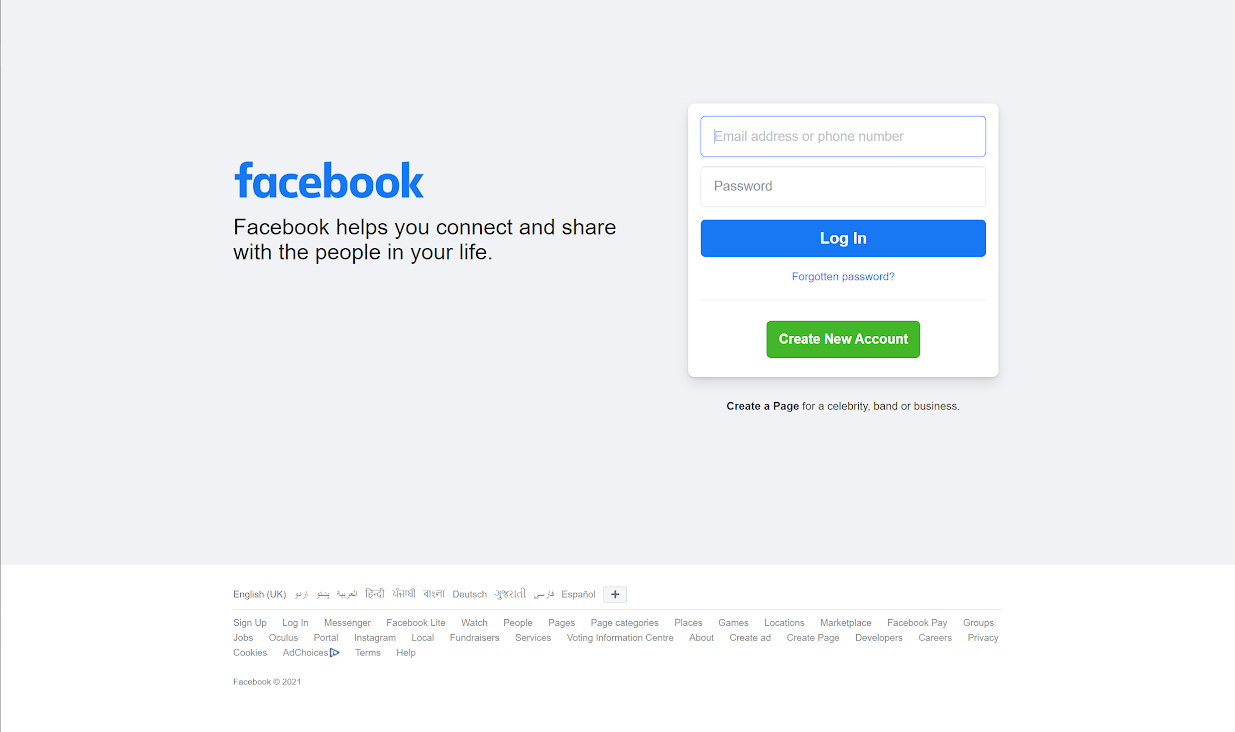 facebook
Facebook helps you connect and share
with the people in your life.
Email address or phone number
Password
Log In
Forgotten password?
Create New Account
Create a Page for a celebrity, band or business.
English (UK) اردو پښتو العربية हिन्दी ਪੰਜਾਬੀ বাংলা Deutsch ગુજરાતી فارسی Español +
Sign Up Log In Messenger Facebook Lite Watch People Pages Page categories Places Games Locations Marketplace Facebook Pay Groups
Jobs Oculus Portal Instagram Local Fundraisers Services Voting Information Centre About Create ad Create Page Developers Careers Privacy
Cookies AdChoices Terms Help
Facebook © 2021